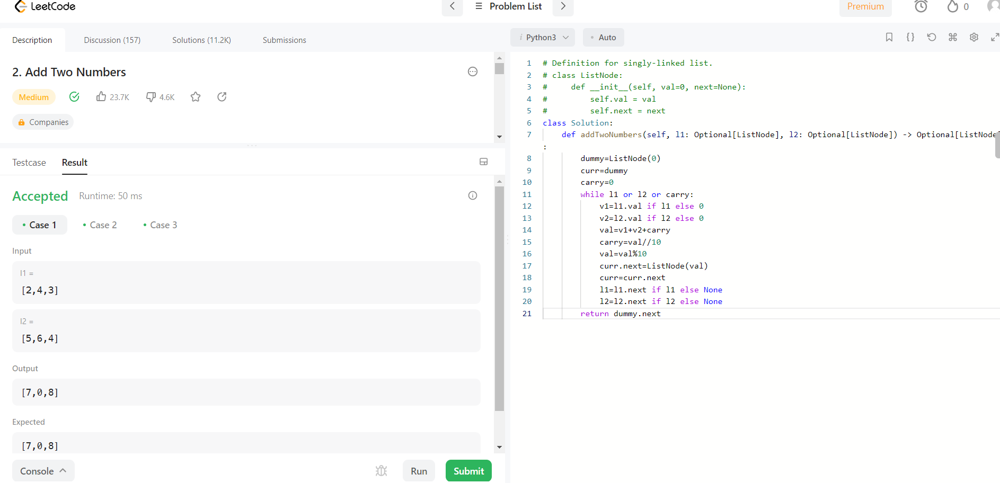 LeetCode
Problem List
Premium
0
Description
Discussion (157)
Solutions (11.2K)
Submissions
2. Add Two Numbers
Medium
23.7K
4.6K
Companies
Testcase
Result
Accepted
Runtime: 50 ms
• Case 1
• Case 2
• Case 3
Input
l1 =
[2,4,3]
l2 =
[5,6,4]
Output
[7,0,8]
Expected
[7,0,8]
Console
Run
Submit
i Python3
• Auto
1 # Definition for singly-linked list.
2 # class ListNode:
3 #     def __init__(self, val=0, next=None):
4 #         self.val = val
5 #         self.next = next
6 class Solution:
7     def addTwoNumbers(self, l1: Optional[ListNode], l2: Optional[ListNode]) -> Optional[ListNode]
:
8         dummy=ListNode(0)
9         curr=dummy
10         carry=0
11         while l1 or l2 or carry:
12             v1=l1.val if l1 else 0
13             v2=l2.val if l2 else 0
14             val=v1+v2+carry
15             carry=val//10
16             val=val%10
17             curr.next=ListNode(val)
18             curr=curr.next
19             l1=l1.next if l1 else None
20             l2=l2.next if l2 else None
21         return dummy.next